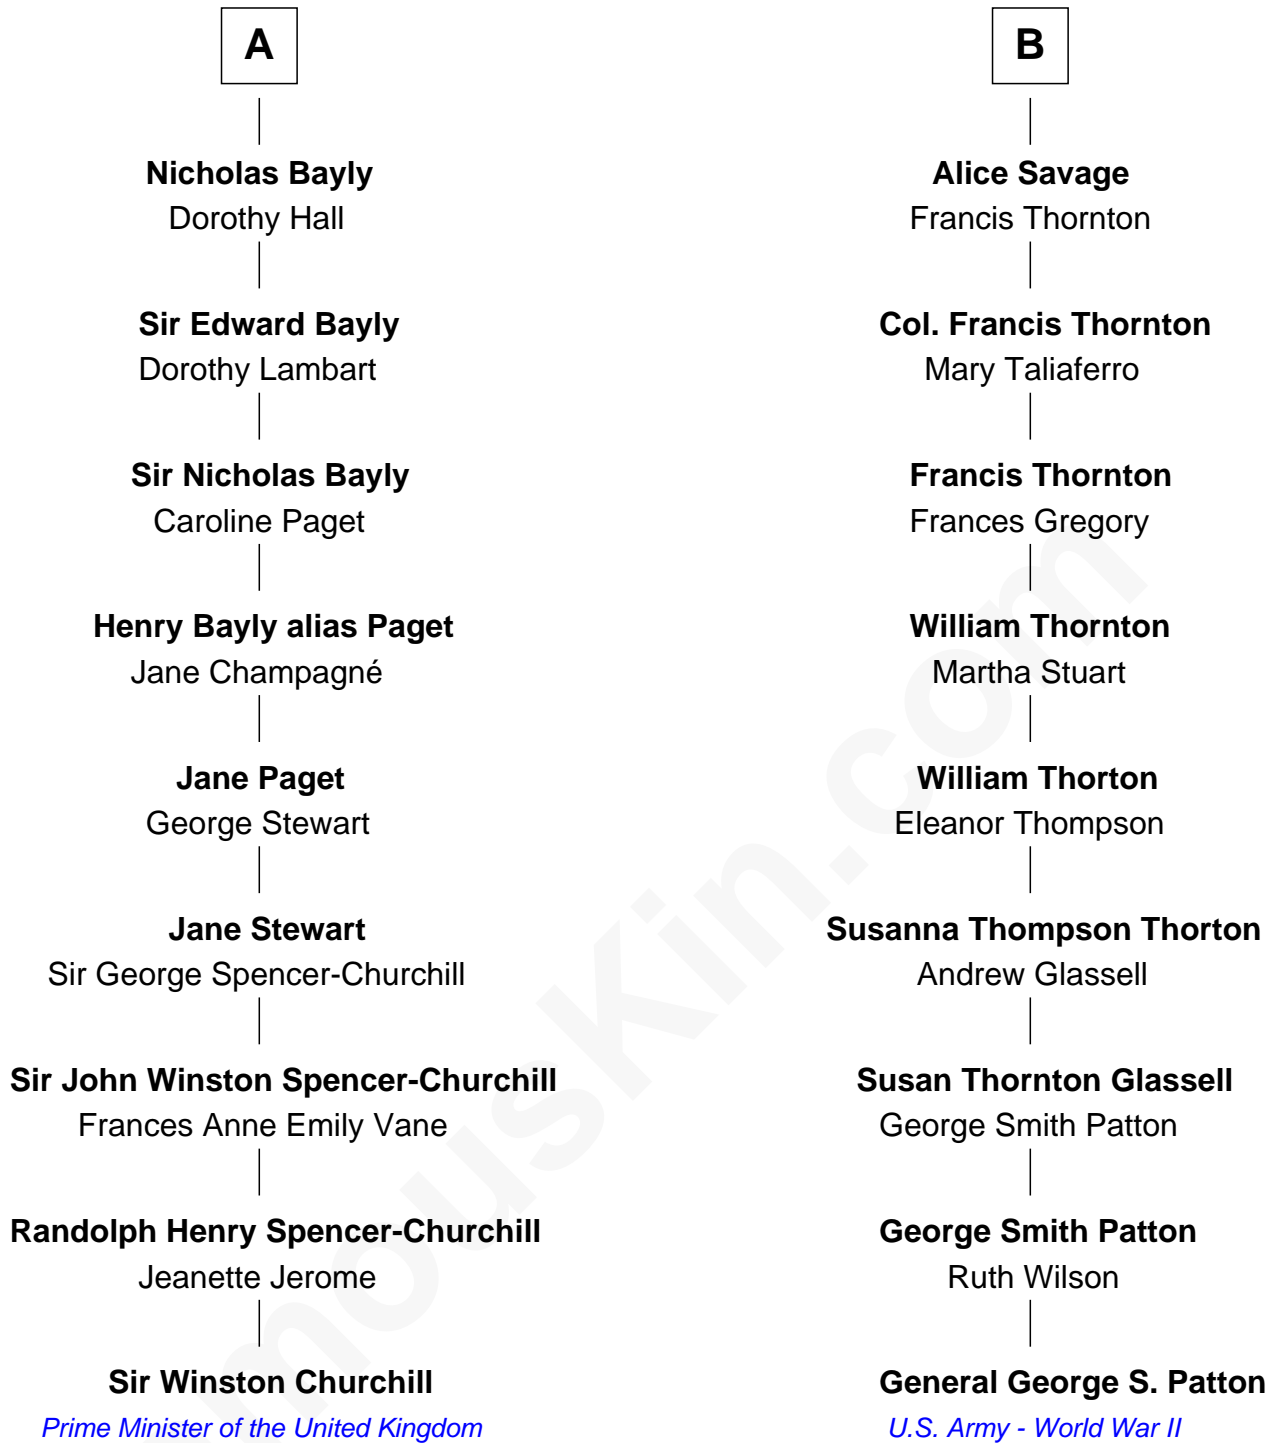 A
Nicholas Bayly
Dorothy Hall
Sir Edward Bayly
Dorothy Lambart
Sir Nicholas Bayly
Caroline Paget
Henry Bayly alias Paget
Jane Champagné
Jane Paget
George Stewart
Jane Stewart
Sir George Spencer-Churchill
Sir John Winston Spencer-Churchill
Frances Anne Emily Vane
Randolph Henry Spencer-Churchill
Jeanette Jerome
Sir Winston Churchill
Prime Minister of the United Kingdom
B
Alice Savage
Francis Thornton
Col. Francis Thornton
Mary Taliaferro
Francis Thornton
Frances Gregory
William Thornton
Martha Stuart
William Thorton
Eleanor Thompson
Susanna Thompson Thorton
Andrew Glassell
Susan Thornton Glassell
George Smith Patton
George Smith Patton
Ruth Wilson
General George S. Patton
U.S. Army - World War II
mousKin.com